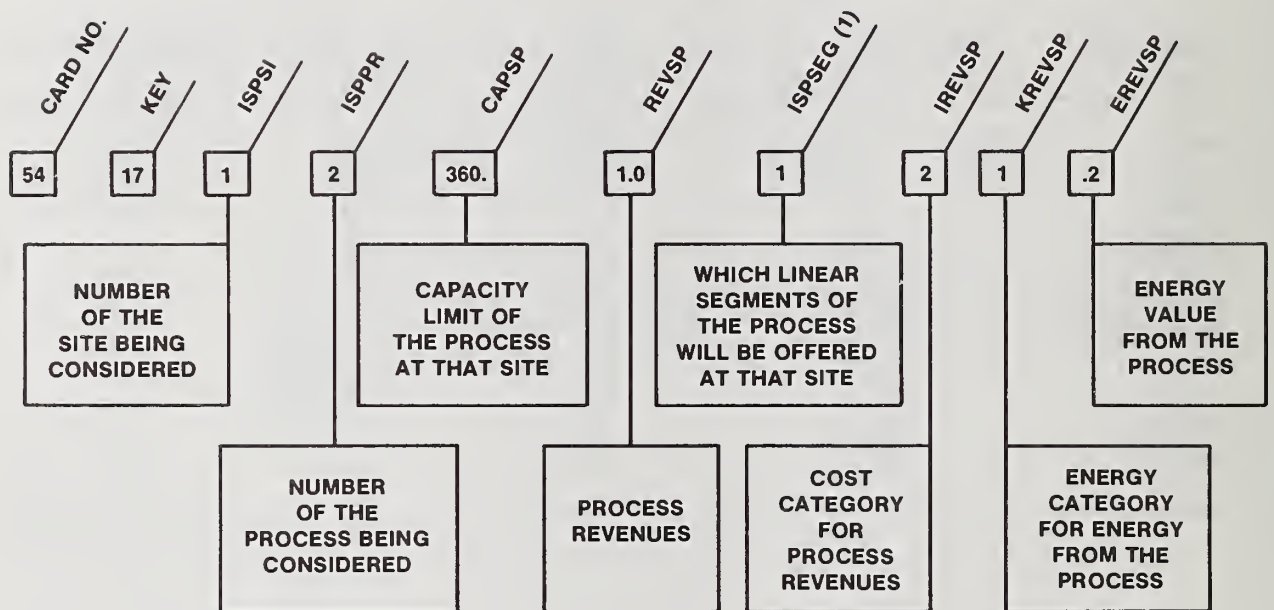 CARD NO.
KEY
ISPSI
ISPPR
CAPSP
REVSP
ISPSEG (1)
IREVSP
KREVSP
EREVSP
54
17
1
2
360.
1.0
1
2
1
.2
NUMBER
OF THE
SITE BEING
CONSIDERED
CAPACITY
LIMIT OF
THE PROCESS
AT THAT SITE
WHICH LINEAR
SEGMENTS OF
THE PROCESS
WILL BE OFFERED
AT THAT SITE
ENERGY
VALUE
FROM THE
PROCESS
NUMBER
OF THE
PROCESS BEING
CONSIDERED
PROCESS
REVENUES
COST
CATEGORY
FOR
PROCESS
REVENUES
ENERGY
CATEGORY
FOR ENERGY
FROM THE
PROCESS